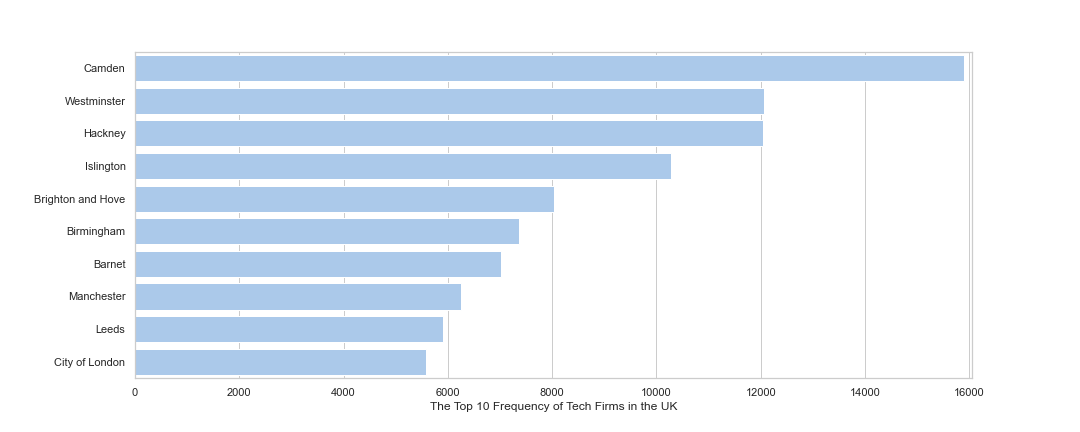 Camden
Westminster
Hackney
Islington
Brighton and Hove
Birmingham
Barnet
Manchester
Leeds
City of London
0 2000 4000 6000 8000 10000 12000 14000 16000
The Top 10 Frequency of Tech Firms in the UK